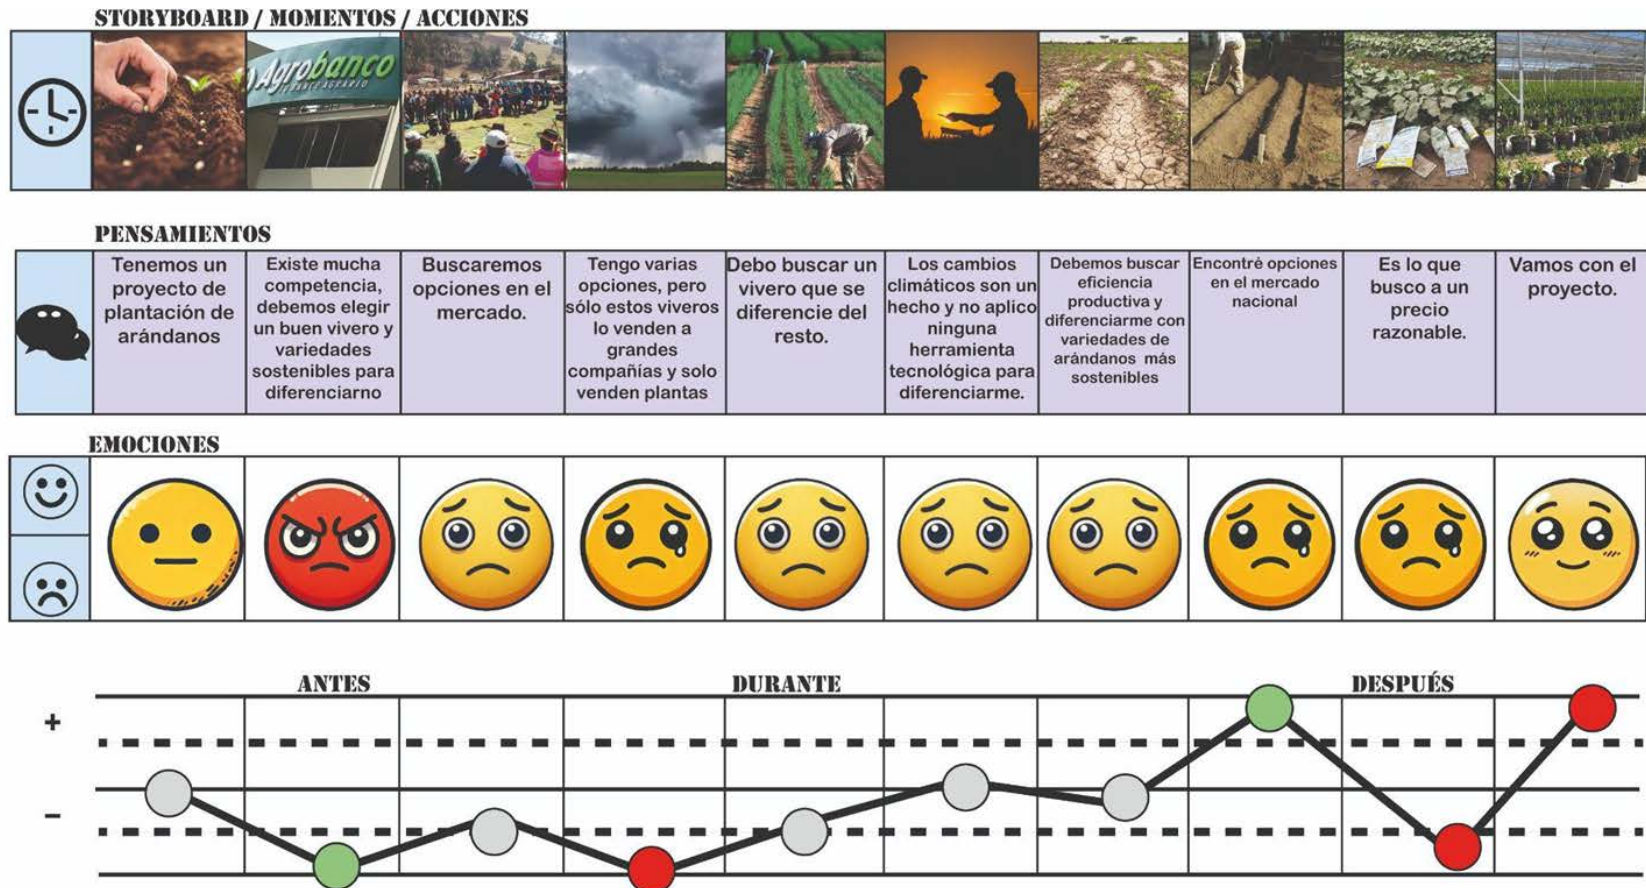 STORYBOARD / MOMENTOS / ACCIONES
Agrobanco
PENSAMIENTOS
Tenemos un
proyecto de
plantación de
arándanos
Existe mucha
competencia,
debemos elegir
un buen vivero y
variedades
sostenibles para
diferenciarno
Buscaremos
opciones en el
mercado.
Tengo varias
opciones, pero
sólo estos viveros
lo venden a
grandes
compañías y solo
venden plantas
Debo buscar un
vivero que se
diferencie del
resto.
Los cambios
climáticos son un
hecho y no aplico
ninguna
herramienta
tecnológica para
diferenciarme.
Debemos buscar
eficiencia
productiva y
diferenciarme con
variedades de
arándanos más
sostenibles
Encontré opciones
en el mercado
nacional
Es lo que
busco a un
precio
razonable.
Vamos con el
proyecto.
EMOCIONES
ANTES
DURANTE
DESPUÉS
+
−